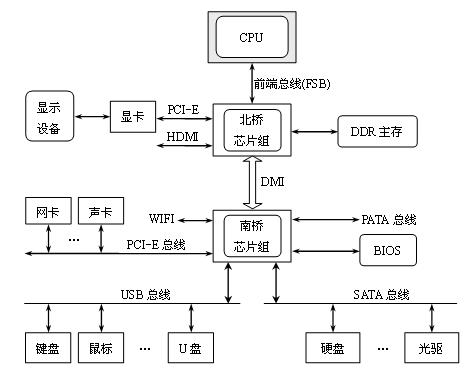 CPU
前端总线(FSB)
显示
设备
显卡
PCI-E
HDMI
北桥
芯片组
DDR 主存
DMI
网卡
声卡
...
WIFI
PCI-E 总线
南桥
芯片组
PATA 总线
BIOS
USB 总线
SATA 总线
键盘
鼠标
...
U 盘
硬盘
...
光驱